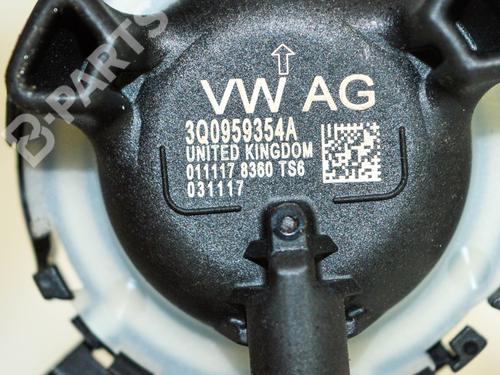 VW AG
3Q0959354A
UNITED KINGDOM
011117 8360 TS6
031117
B-PARTS